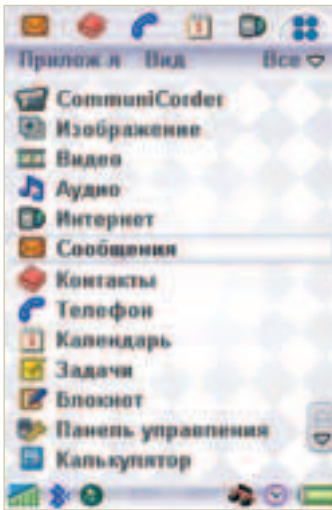 Прилож я Вид Все
CommuniCorder
Изображение
Видео
Аудио
Интернет
Сообщения
Контакты
Телефон
Календарь
Задачи
Блокнот
Панель управления
Калькулятор